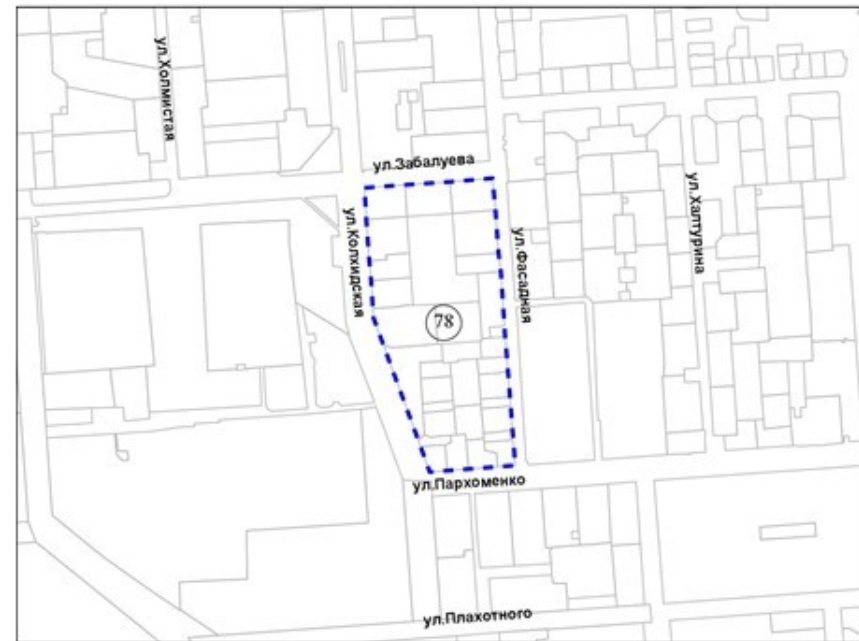 ул.Холмистая
ул.Забалуева
ул.Колхидская
ул.Фасадная
ул.Халтурина
78
ул.Пархоменко
ул.Плахотного